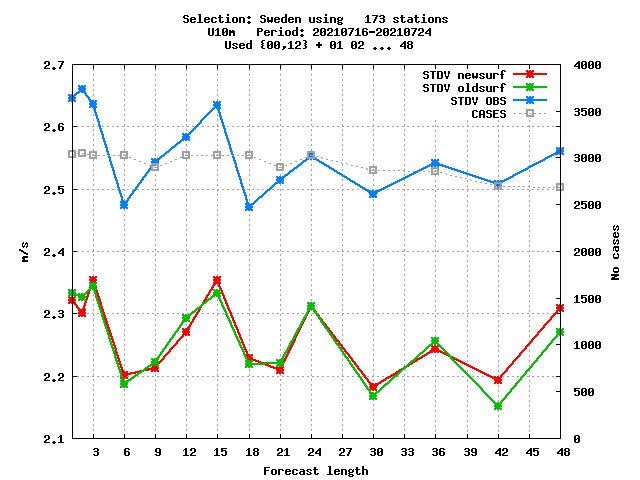 Selection: Sweden using   173 stations
U10m   Period: 20210716-20210724
Used {00,12} + 01 02 ... 48
STDV newsurf
STDV oldsurf
STDV OBS
CASES
2.7
2.6
2.5
2.4
2.3
2.2
2.1
m/s
4000
3500
3000
2500
2000
1500
1000
500
0
No cases
3 6 9 12 15 18 21 24 27 30 33 36 39 42 45 48
Forecast length